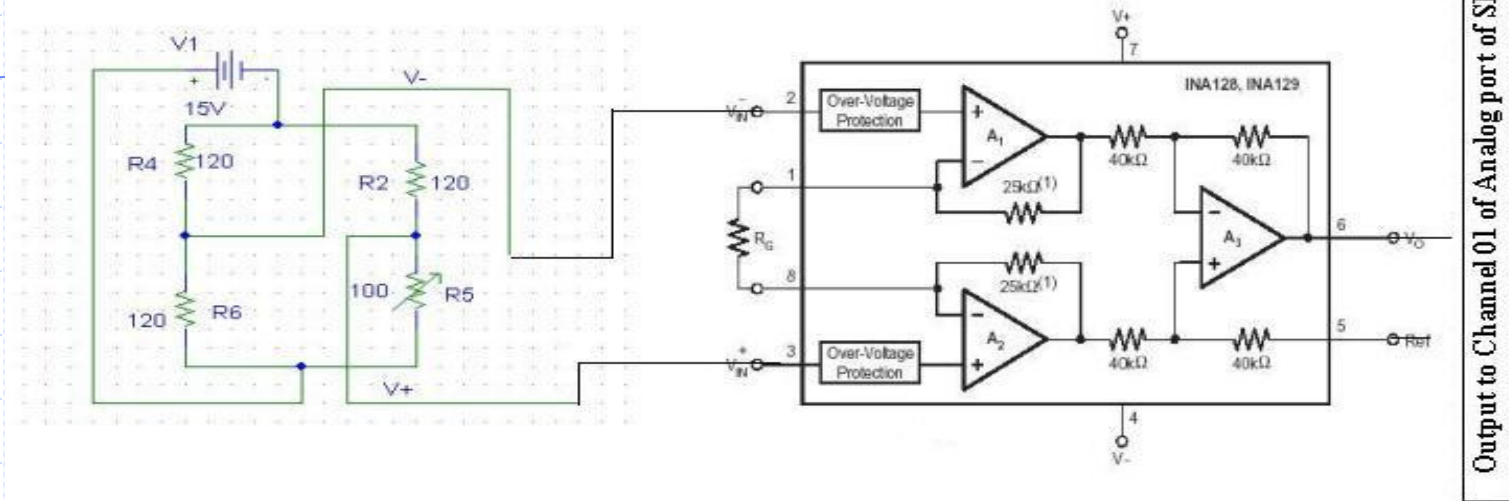 V1
+
-
15V
V-
R4
120
R2
120
100
R5
120
R6
V+
V+
7
INA128, INA129
V⁻IN
2
Over-Voltage
Protection
+
A1
−
40kΩ
40kΩ
1
25kΩ(1)
RG
−
A3
+
6
VO
8
25kΩ(1)
−
A2
+
V⁺IN
3
Over-Voltage
Protection
40kΩ
40kΩ
5
Ref
4
V-
Output to Channel 01 of Analog port of